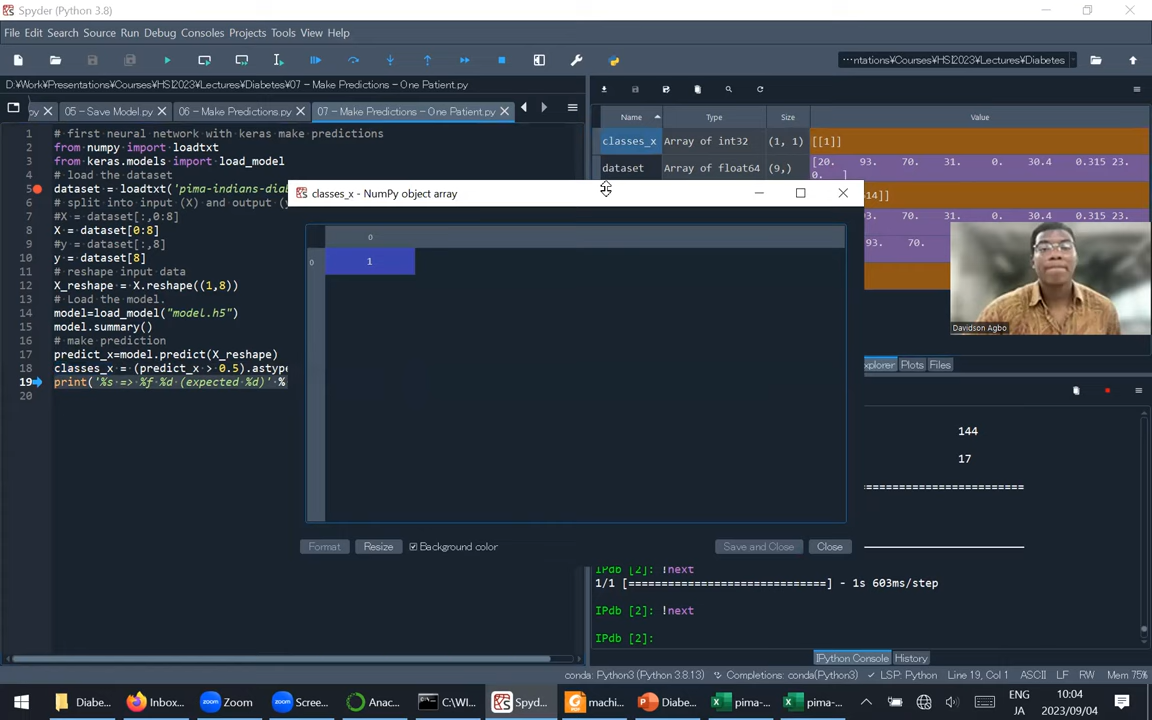 Spyder (Python 3.8)
File Edit Search Source Run Debug Consoles Projects Tools View Help
···ntations¥Courses¥HSI2023¥Lectures¥Diabetes
D:¥Work¥Presentations¥Courses¥HSI2023¥Lectures¥Diabetes¥07 – Make Predictions – One Patient.py
py 05 – Save Model.py 06 – Make Predictions.py 07 – Make Predictions – One Patient.py
1 # first neural network with keras make predictions
2 from numpy import loadtxt
3 from keras.models import load_model
4 # load the dataset
5 dataset = loadtxt('pima-indians-dia
6 # split into input (X) and output (y
7 #X = dataset[:,0:8]
8 X = dataset[0:8]
9 #y = dataset[:,8]
10 y = dataset[8]
11 # reshape input data
12 X_reshape = X.reshape((1,8))
13 # Load the model.
14 model=load_model("model.h5")
15 model.summary()
16 # make prediction
17 predict_x=model.predict(X_reshape)
18 classes_x = (predict_x > 0.5).astype
19 print('%s => %f %d (expected %d)' %
20
Name Type Size Value
classes_x Array of int32 (1, 1) [[1]]
dataset Array of float64 (9,) [20. 93. 70. 31. 30.4 0.315 23.
0. ]
14]]
93. 70. 31. 30.4 0.315 23.
93. 70.
classes_x - NumPy object array
0
0 1
Format Resize Background color Save and Close Close
Davidson Agbo
xplorer Plots Files
144
17
IPdb [2]: !next
1/1 [==============================] - 1s 603ms/step
IPdb [2]: !next
IPdb [2]:
IPython Console History
conda: Python3 (Python 3.8.13) Completions: conda(Python3) LSP: Python Line 19, Col 1 ASCII LF RW Mem 75%
Diabe... Inbox... Zoom Scree... Anac... C:¥WI... Spyd... machi... Diabe... pima-... pima-...
ENG
JA
10:04
2023/09/04